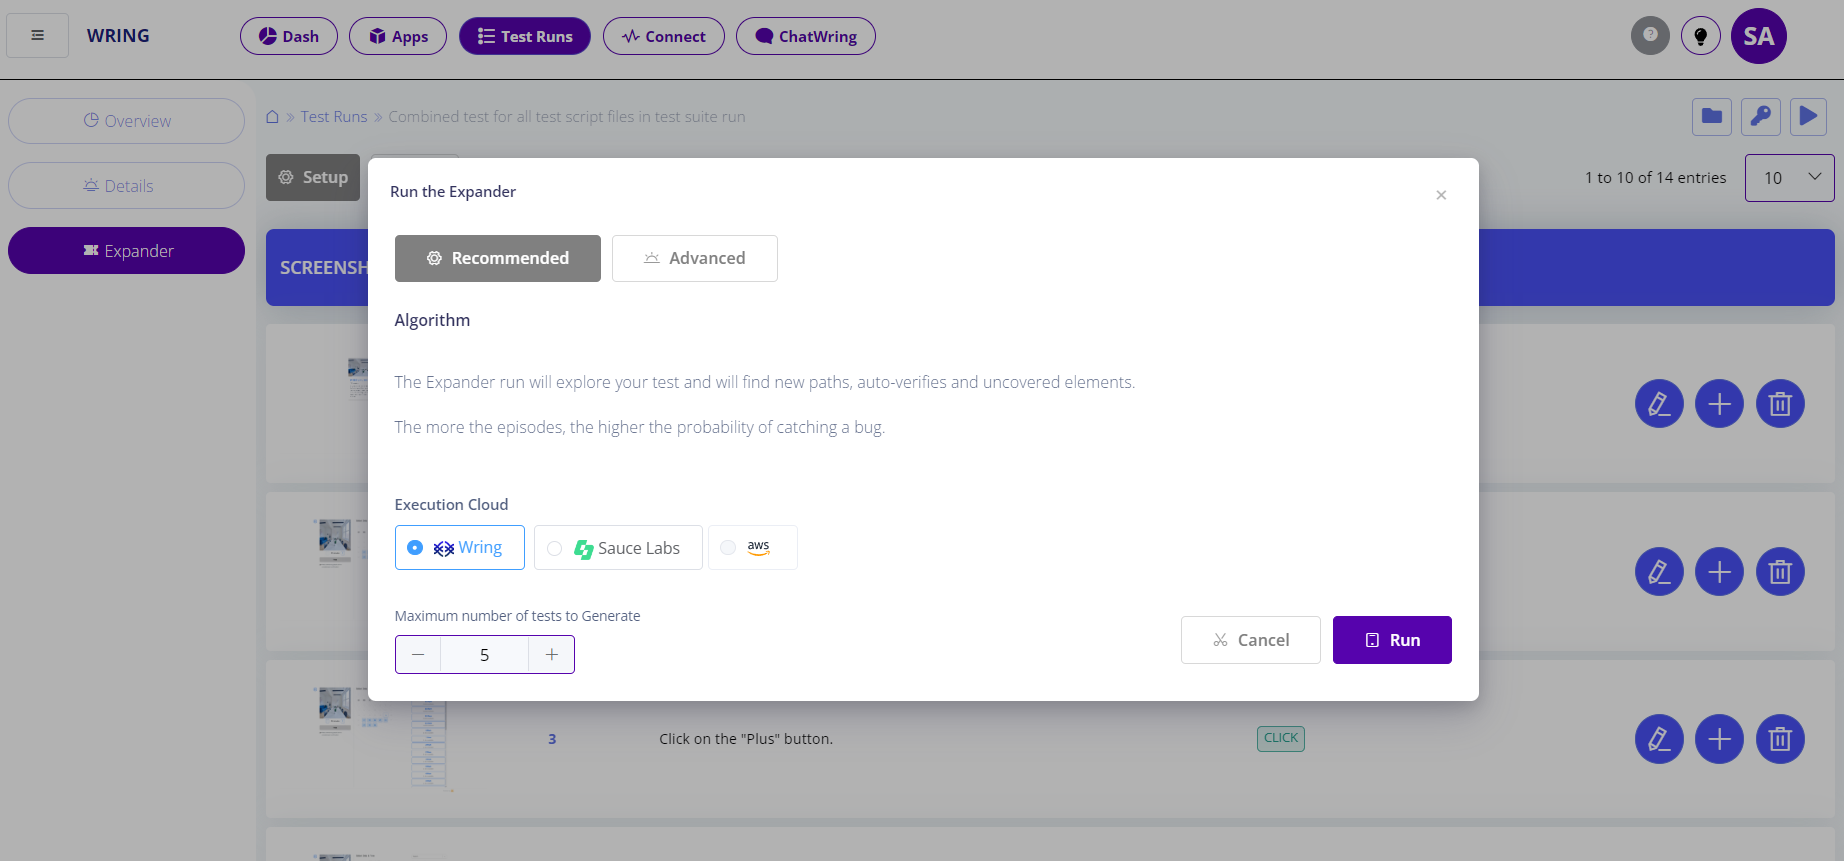 WRING
Dash
Apps
Test Runs
Connect
ChatWring
?
SA
Overview
Details
Expander
» Test Runs » Combined test for all test script files in test suite run
Setup
1 to 10 of 14 entries
10
Run the Expander
×
Recommended
Advanced
SCREENSH
Algorithm
The Expander run will explore your test and will find new paths, auto-verifies and uncovered elements.
The more the episodes, the higher the probability of catching a bug.
Execution Cloud
Wring
Sauce Labs
aws
Maximum number of tests to Generate
5
Cancel
Run
3
Click on the "Plus" button.
CLICK